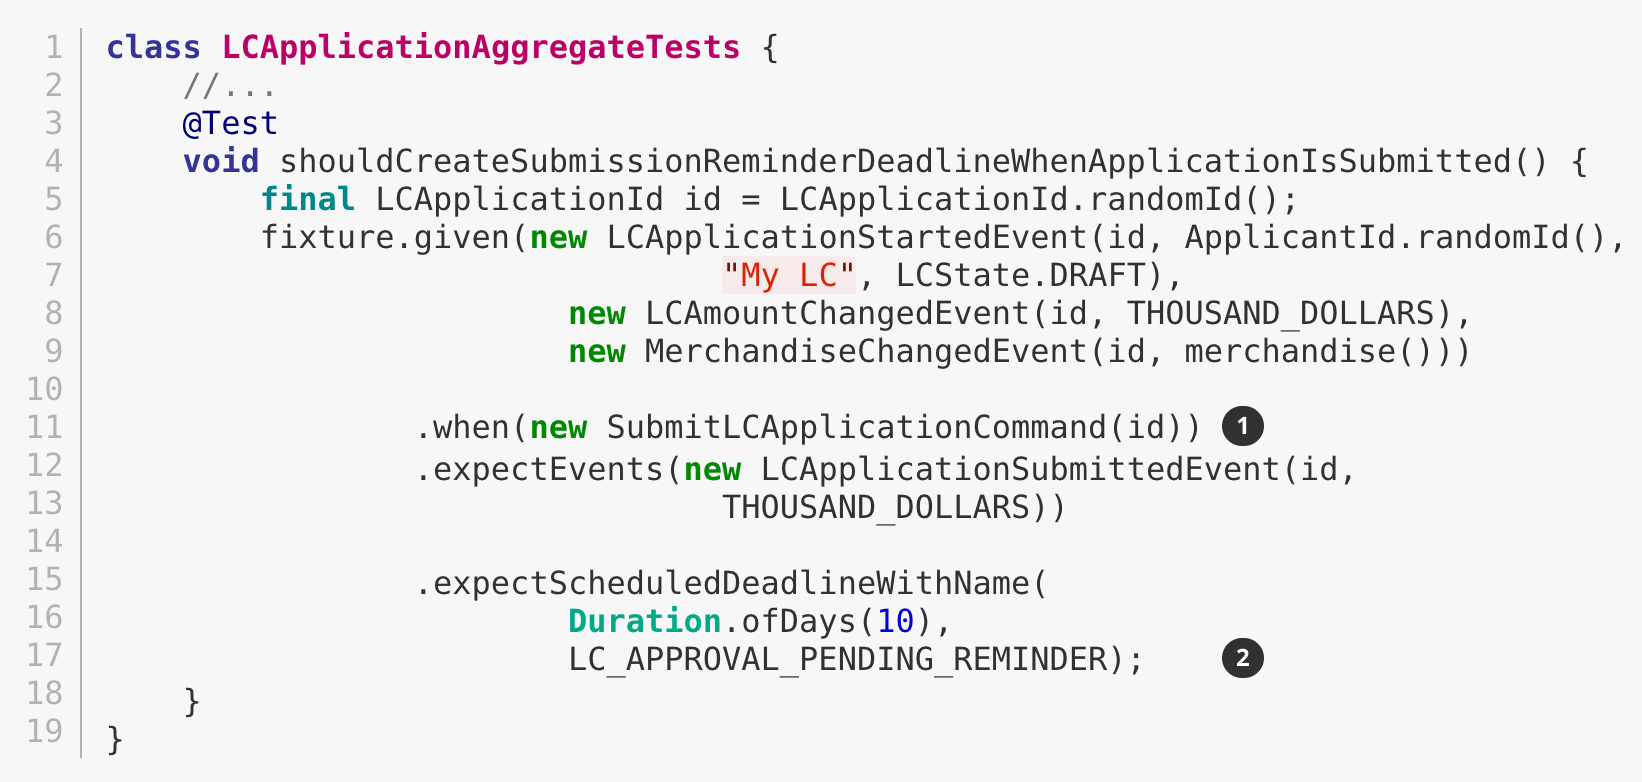 1 class LCApplicationAggregateTests {
2 //...
3 @Test
4 void shouldCreateSubmissionReminderDeadlineWhenApplicationIsSubmitted() {
5 final LCApplicationId id = LCApplicationId.randomId();
6 fixture.given(new LCApplicationStartedEvent(id, ApplicantId.randomId(),
7 "My LC", LCState.DRAFT),
8 new LCAmountChangedEvent(id, THOUSAND_DOLLARS),
9 new MerchandiseChangedEvent(id, merchandise()))
10
11 .when(new SubmitLCApplicationCommand(id)) 1
12 .expectEvents(new LCApplicationSubmittedEvent(id,
13 THOUSAND_DOLLARS))
14
15 .expectScheduledDeadlineWithName(
16 Duration.ofDays(10),
17 LC_APPROVAL_PENDING_REMINDER); 2
18 }
19 }